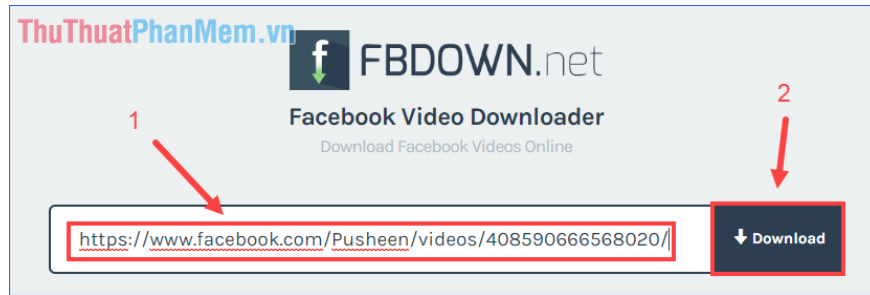 ThuThuatPhanMem.vn
f FBDOWN.net
Facebook Video Downloader
Download Facebook Videos Online
1
2
https://www.facebook.com/Pusheen/videos/408590666568020/
Download